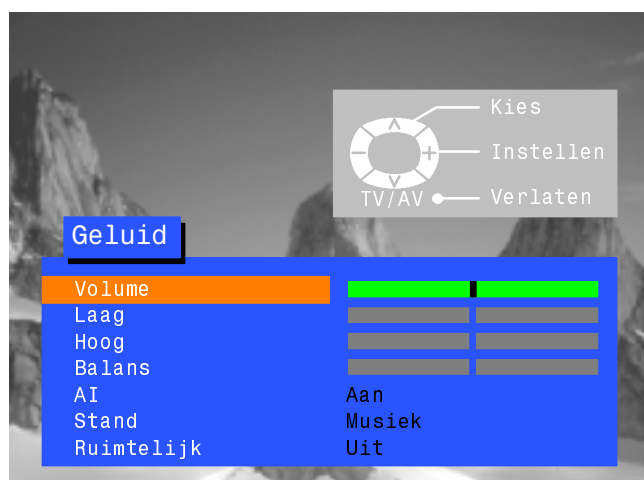 Kies
Instellen
TV/AV Verlaten
Geluid
Volume
Laag
Hoog
Balans
AI Aan
Stand Musiek
Ruimtelijk Uit